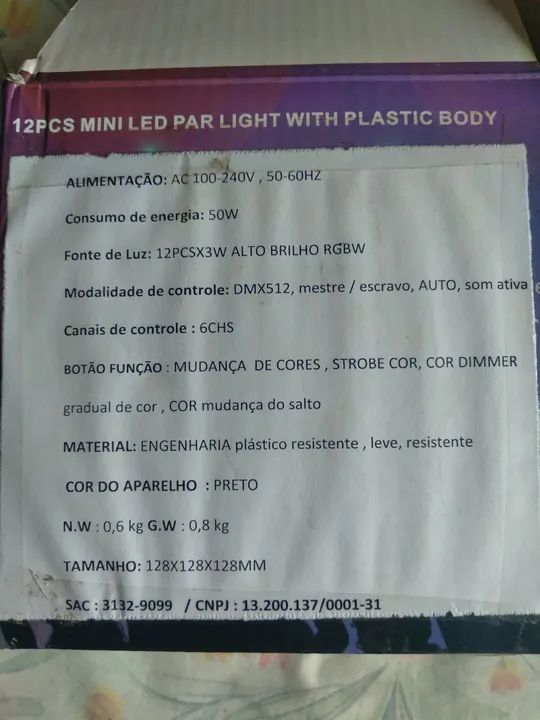 12PCS MINI LED PAR LIGHT WITH PLASTIC BODY
ALIMENTAÇÃO: AC 100-240V , 50-60HZ
Consumo de energia: 50W
Fonte de Luz: 12PCSX3W ALTO BRILHO RGBW
Modalidade de controle: DMX512, mestre / escravo, AUTO, som ativa
Canais de controle : 6CHS
BOTÃO FUNÇÃO : MUDANÇA DE CORES , STROBE COR, COR DIMMER
gradual de cor , COR mudança do salto
MATERIAL: ENGENHARIA plástico resistente , leve, resistente
COR DO APARELHO : PRETO
N.W : 0,6 kg G.W : 0,8 kg
TAMANHO: 128X128X128MM
SAC : 3132-9099 / CNPJ : 13.200.137/0001-31